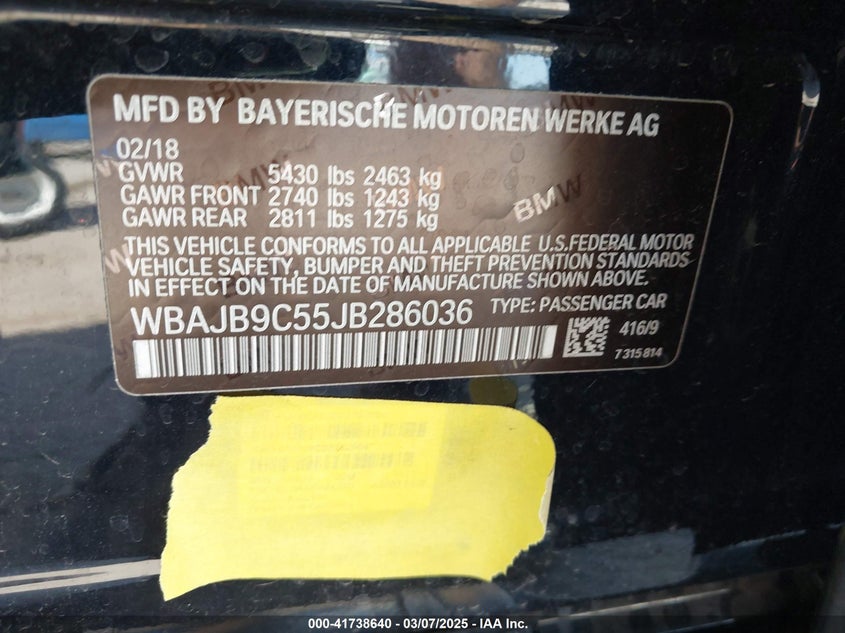 MFD BY BAYERISCHE MOTOREN WERKE AG
02/18
GVWR 5430 lbs 2463 kg
GAWR FRONT 2740 lbs 1243 kg
GAWR REAR 2811 lbs 1275 kg
BMW
THIS VEHICLE CONFORMS TO ALL APPLICABLE U.S.FEDERAL MOTOR
VEHICLE SAFETY, BUMPER AND THEFT PREVENTION STANDARDS
IN EFFECT ON THE DATE OF MANUFACTURE SHOWN ABOVE.
WBAJB9C55JB286036 TYPE: PASSENGER CAR
416/9
7315814
000-41738640 - 03/07/2025 - IAA Inc.